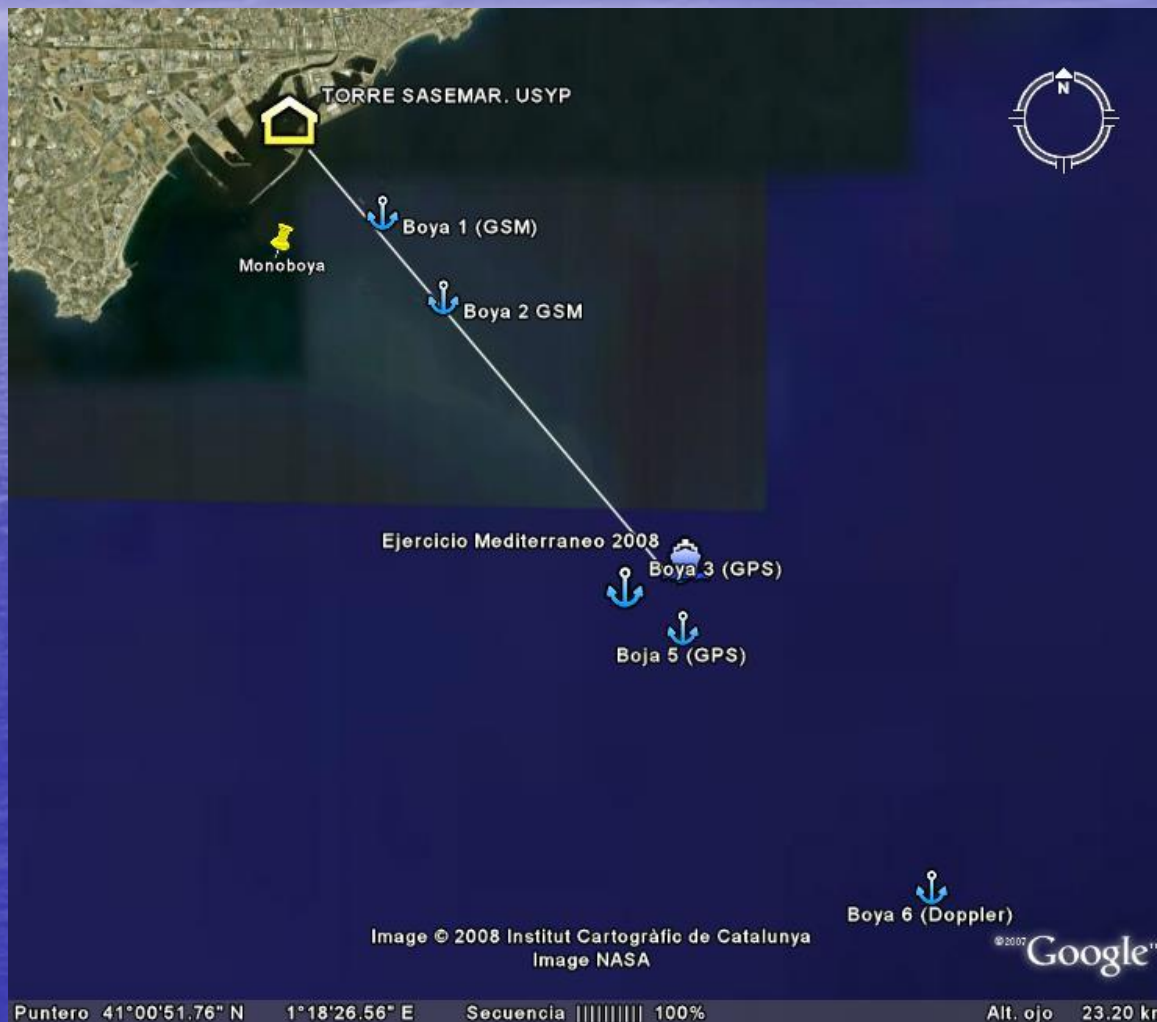 N
TORRE SASEMAR. USYP
Boya 1 (GSM)
Monoboya
Boya 2 GSM
Ejercicio Mediterraneo 2008
Boya 3 (GPS)
Boja 5 (GPS)
Boya 6 (Doppler)
Image © 2008 Institut Cartogràfic de Catalunya
Image NASA
©2007 Google™
Puntero 41°00'51.76" N 1°18'26.56" E Secuencia |||||||||| 100% Alt. ojo 23.20 km